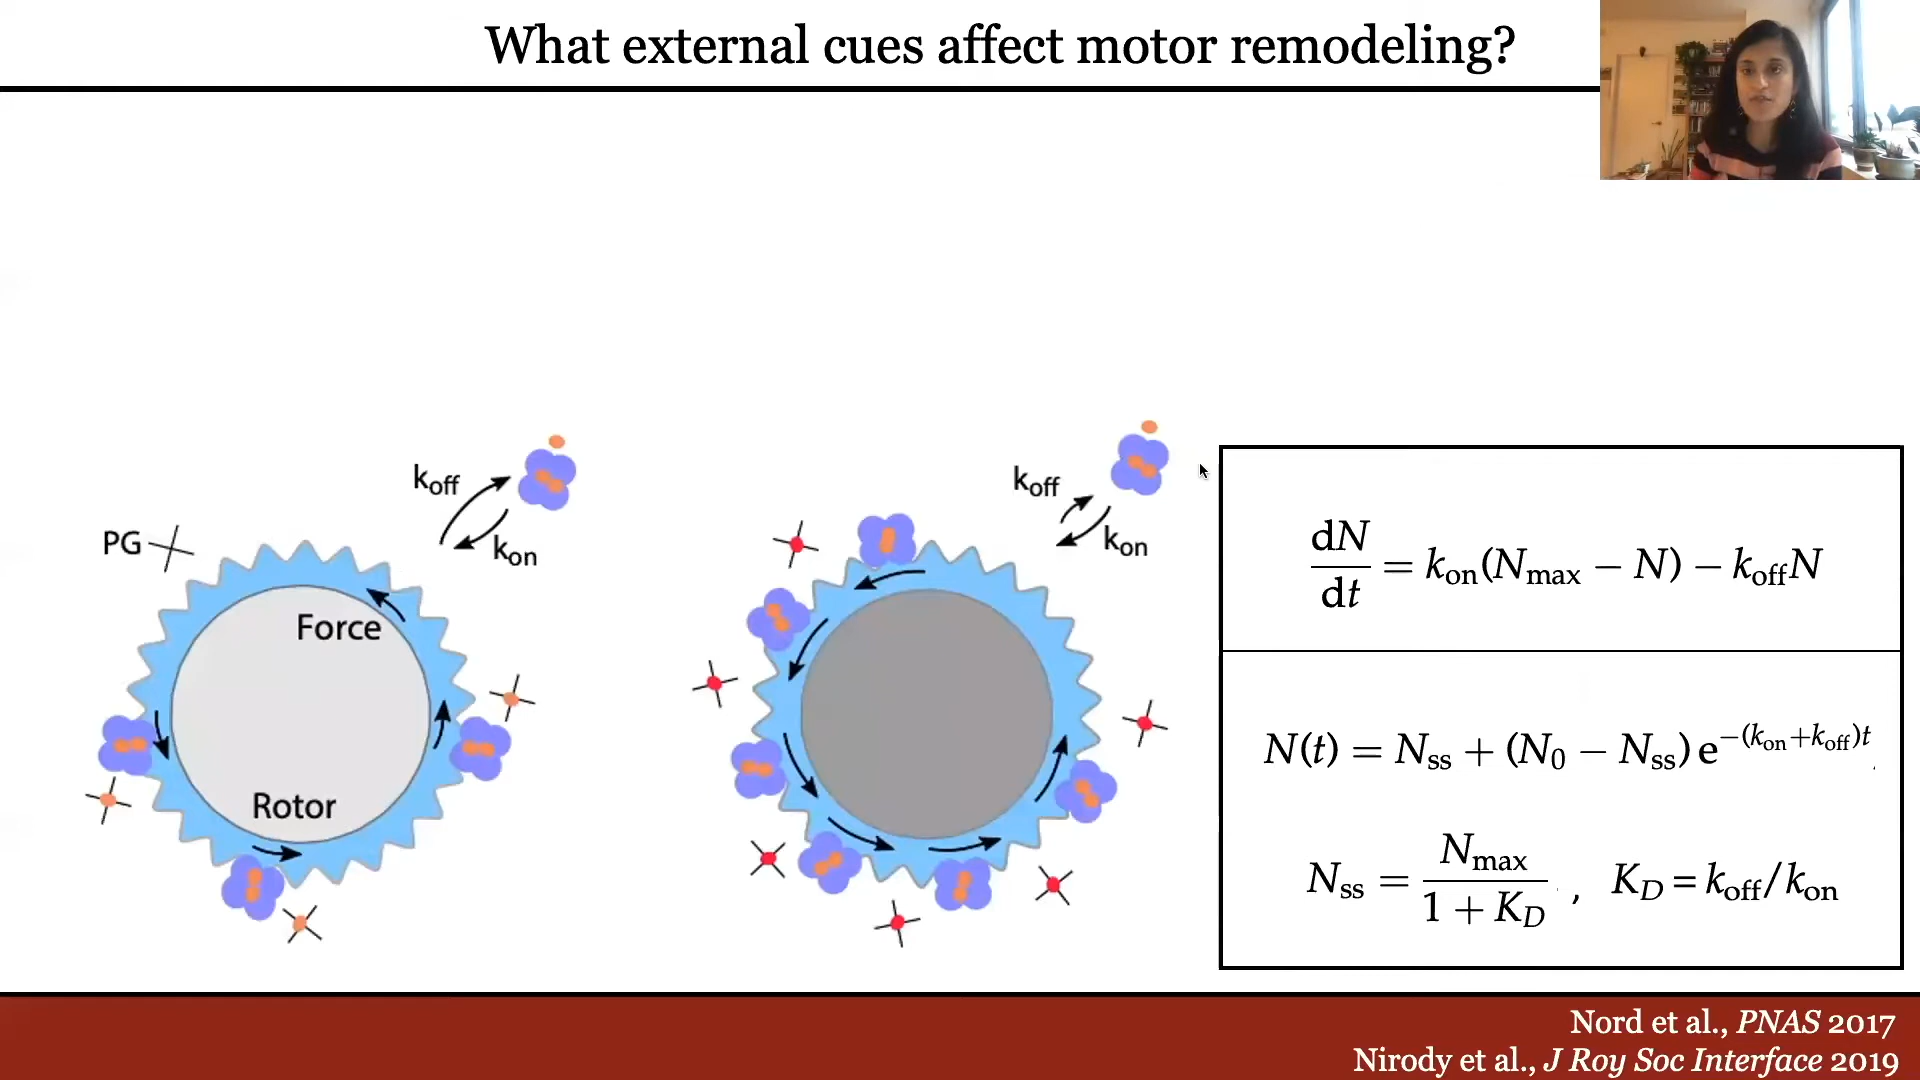 What external cues affect motor remodeling?
koff
kon
PG
Force
Rotor
koff
kon
dN/dt = kon(Nmax − N) − koffN
N(t) = Nss + (N0 − Nss) e−(kon+koff)t
Nss = Nmax/1 + KD , KD = koff/kon
Nord et al., PNAS 2017
Nirody et al., J Roy Soc Interface 2019